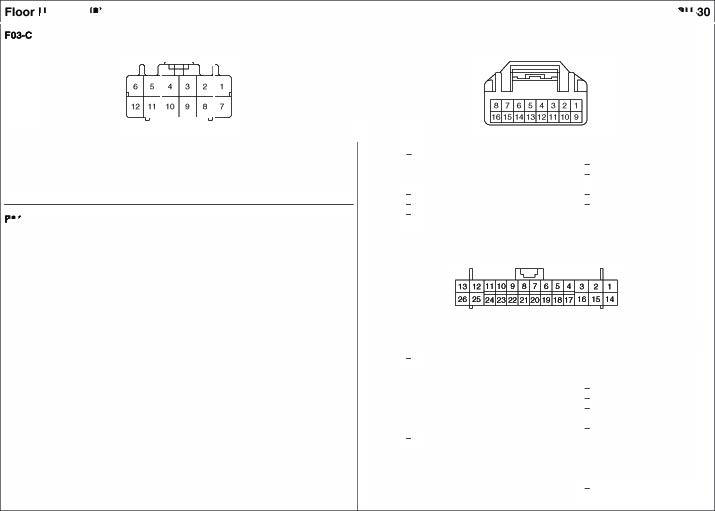 Floor
30
F03-C
6 5 4 3 2 1
12 11 10 9 8 7
8 7 6 5 4 3 2 1
16 15 14 13 12 11 10 9
13 12 11 10 9 8 7 6 5 4 3 2 1
26 25 24 23 22 21 20 19 18 17 16 15 14